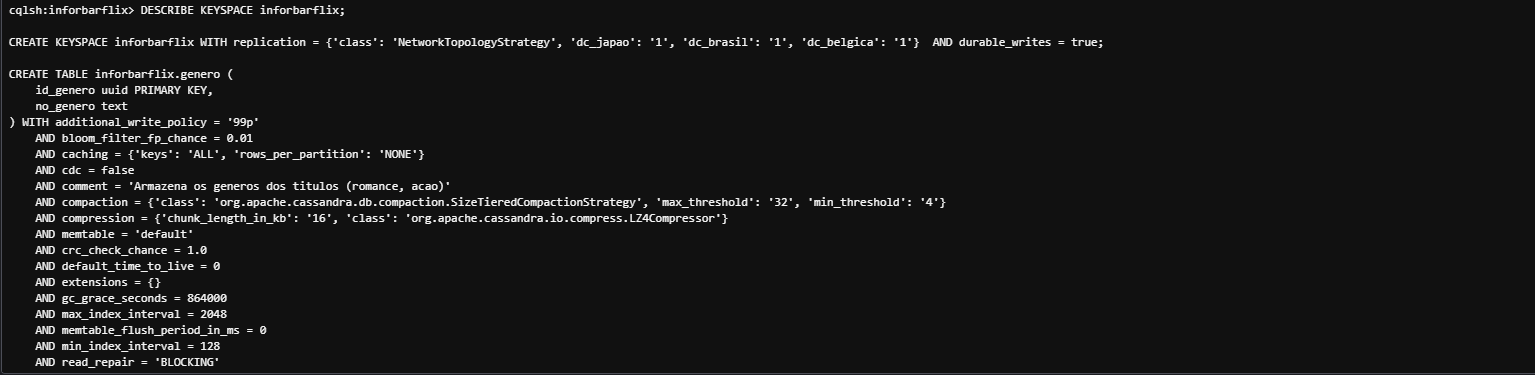 cqlsh:inforbarflix> DESCRIBE KEYSPACE inforbarflix;
CREATE KEYSPACE inforbarflix WITH replication = {'class': 'NetworkTopologyStrategy', 'dc_japao': '1', 'dc_brasil': '1', 'dc_belgica': '1'}  AND durable_writes = true;
CREATE TABLE inforbarflix.genero (
    id_genero uuid PRIMARY KEY,
    no_genero text
) WITH additional_write_policy = '99p'
    AND bloom_filter_fp_chance = 0.01
    AND caching = {'keys': 'ALL', 'rows_per_partition': 'NONE'}
    AND cdc = false
    AND comment = 'Armazena os generos dos titulos (romance, acao)'
    AND compaction = {'class': 'org.apache.cassandra.db.compaction.SizeTieredCompactionStrategy', 'max_threshold': '32', 'min_threshold': '4'}
    AND compression = {'chunk_length_in_kb': '16', 'class': 'org.apache.cassandra.io.compress.LZ4Compressor'}
    AND memtable = 'default'
    AND crc_check_chance = 1.0
    AND default_time_to_live = 0
    AND extensions = {}
    AND gc_grace_seconds = 864000
    AND max_index_interval = 2048
    AND memtable_flush_period_in_ms = 0
    AND min_index_interval = 128
    AND read_repair = 'BLOCKING'